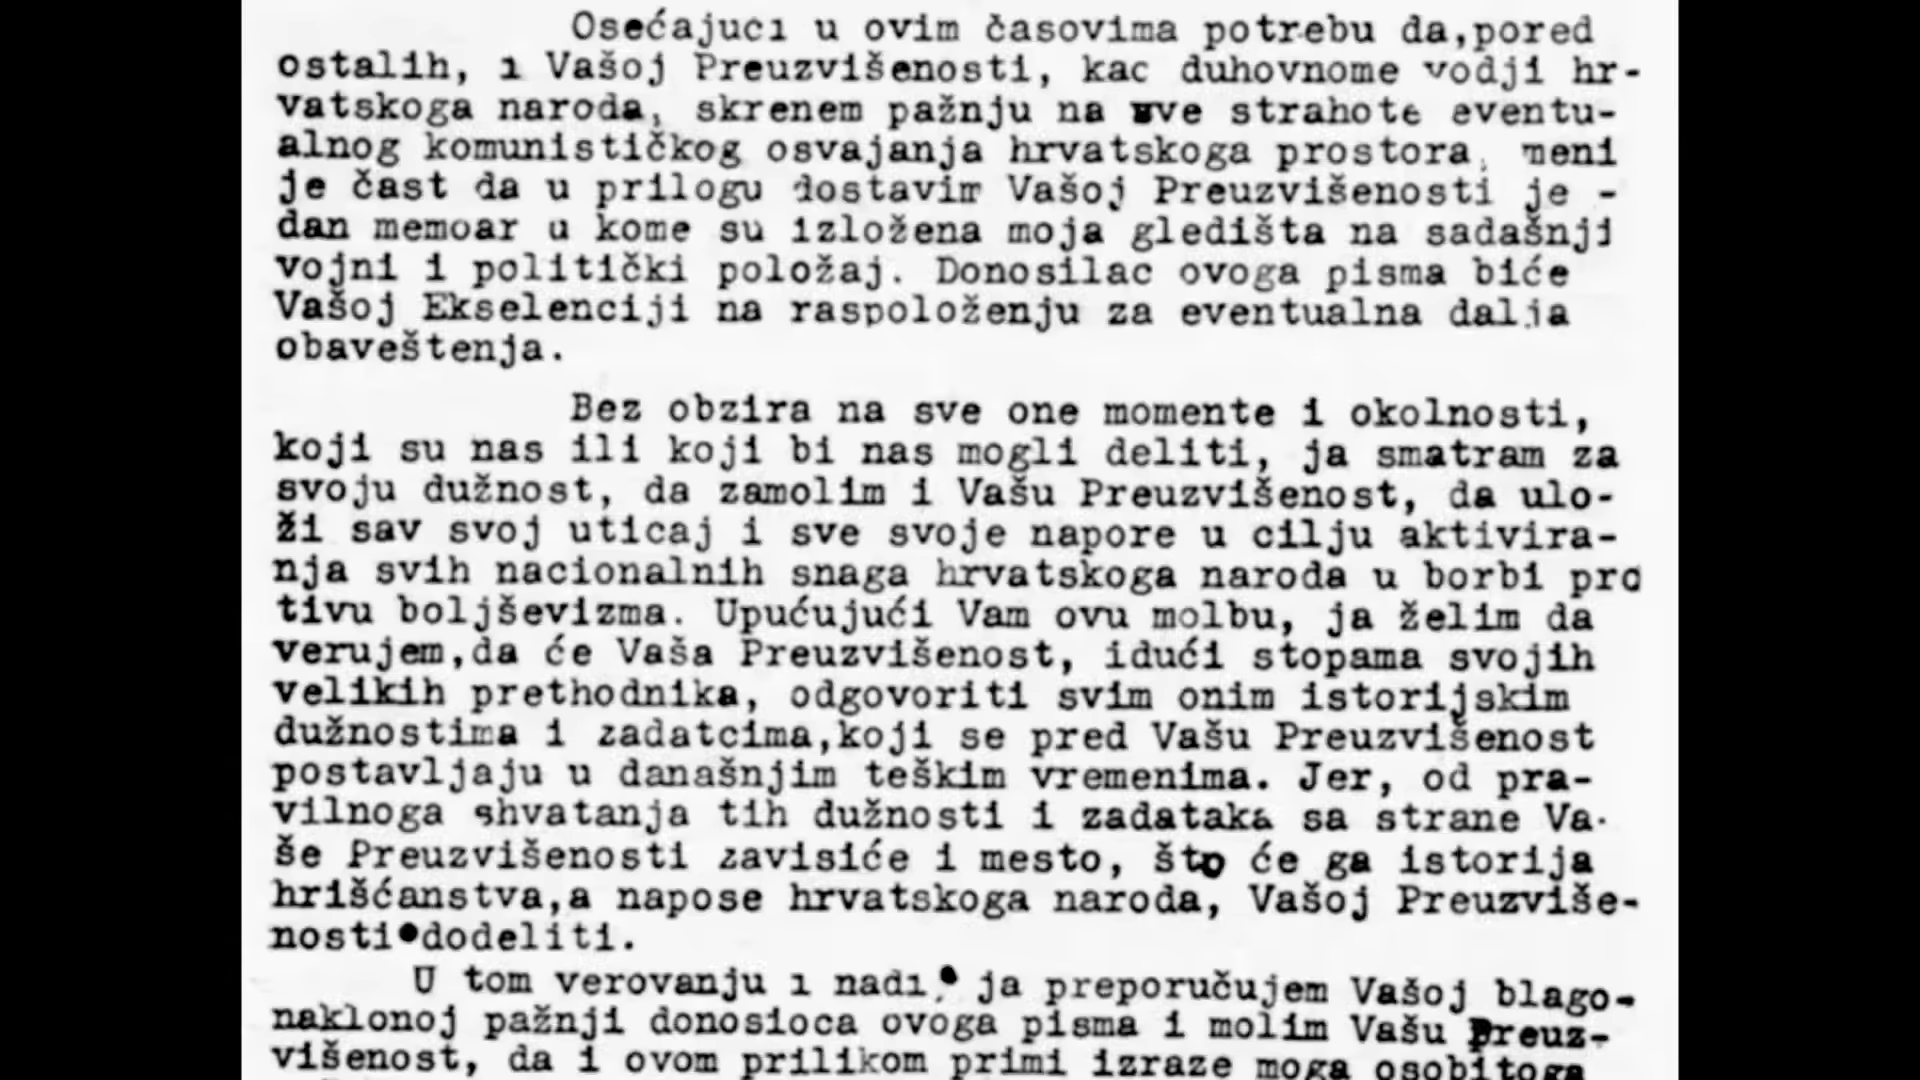 Osećajući u ovim časovima potrebu da,pored
ostalih, i Vašoj Preuzvišenosti, kao duhovnome vodji hr-
vatskoga naroda, skrenem pažnju na sve strahote eventu-
alnog komunističkog osvajanja hrvatskoga prostora, meni
je čast da u prilogu dostavim Vašoj Preuzvišenosti je -
dan memoar u kome su izložena moja gledišta na sadašnji
vojni i politički položaj. Donosilac ovoga pisma biće
Vašoj Ekselenciji na raspoloženju za eventualna dalja
obaveštenja.
Bez obzira na sve one momente i okolnosti,
koji su nas ili koji bi nas mogli deliti, ja smatram za
svoju dužnost, da zamolim i Vašu Preuzvišenost, da ulo-
ži sav svoj uticaj i sve svoje napore u cilju aktivira-
nja svih nacionalnih snaga hrvatskoga naroda u borbi pro
tivu boljševizma. Upućujući Vam ovu molbu, ja želim da
verujem,da će Vaša Preuzvišenost, idući stopama svojih
velikih prethodnika, odgovoriti svim onim istorijskim
dužnostima i zadatcima,koji se pred Vašu Preuzvišenost
postavljaju u današnjim teškim vremenima. Jer, od pra-
vilnoga shvatanja tih dužnosti i zadataka sa strane Va-
še Preuzvišenosti zavisiće i mesto, što će ga istorija
hrišćanstva,a napose hrvatskoga naroda, Vašoj Preuzviše-
nosti dodeliti.
U tom verovanju i nadi, ja preporučujem Vašoj blago-
naklonoj pažnji donosioca ovoga pisma i molim Vašu Preuz-
višenost, da i ovom prilikom primi izraze moga osobitoga